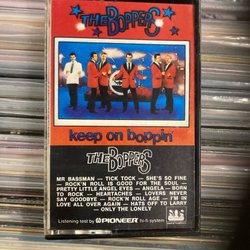 THE BOPPERS
keep on boppin'
THE BOPPERS
MR BASSMAN – TICK TOCK – SHE'S SO FINE
– ROCK'N ROLL IS GOOD FOR THE SOUL –
PRETTY LITTLE ANGEL EYES – ANGELA – BORN
TO ROCK – HEARTACHES – LOVERS NEVER
SAY GOODBYE – ROCK'N ROLL AGE – I'M IN
LOVE ALL OVER AGAIN – HATS OFF TO LARRY
– ONLY THE LONELY
Listening test by PIONEER hi-fi system